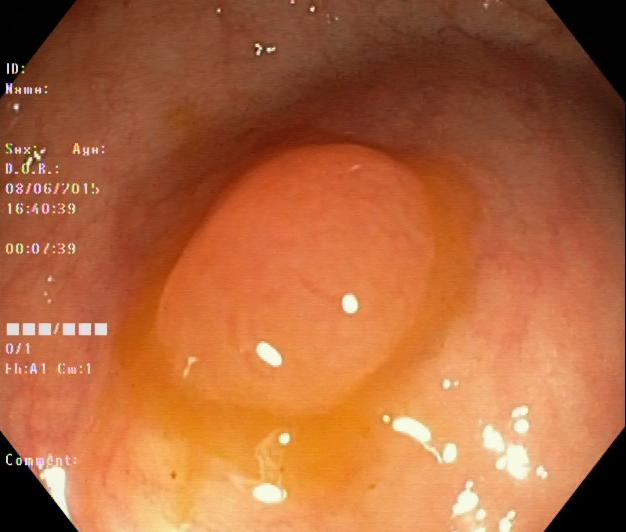 ID:
Name:
Sex: Age:
D.O.B.:
08/06/2015
16:40:39
00:07:39
■■■/■■■
0/1
Eh:A1 Cm:1
Comment: